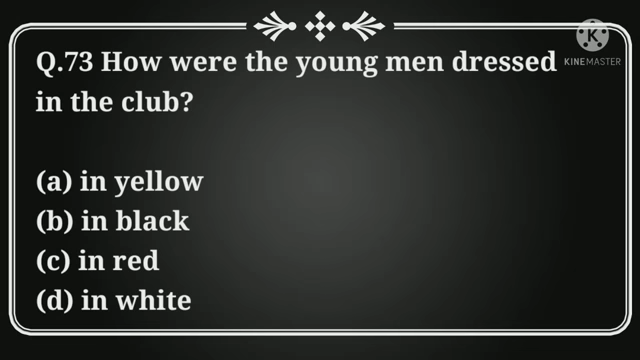 Q.73 How were the young men dressed
in the club?
(a) in yellow
(b) in black
(c) in red
(d) in white
K
KINEMASTER